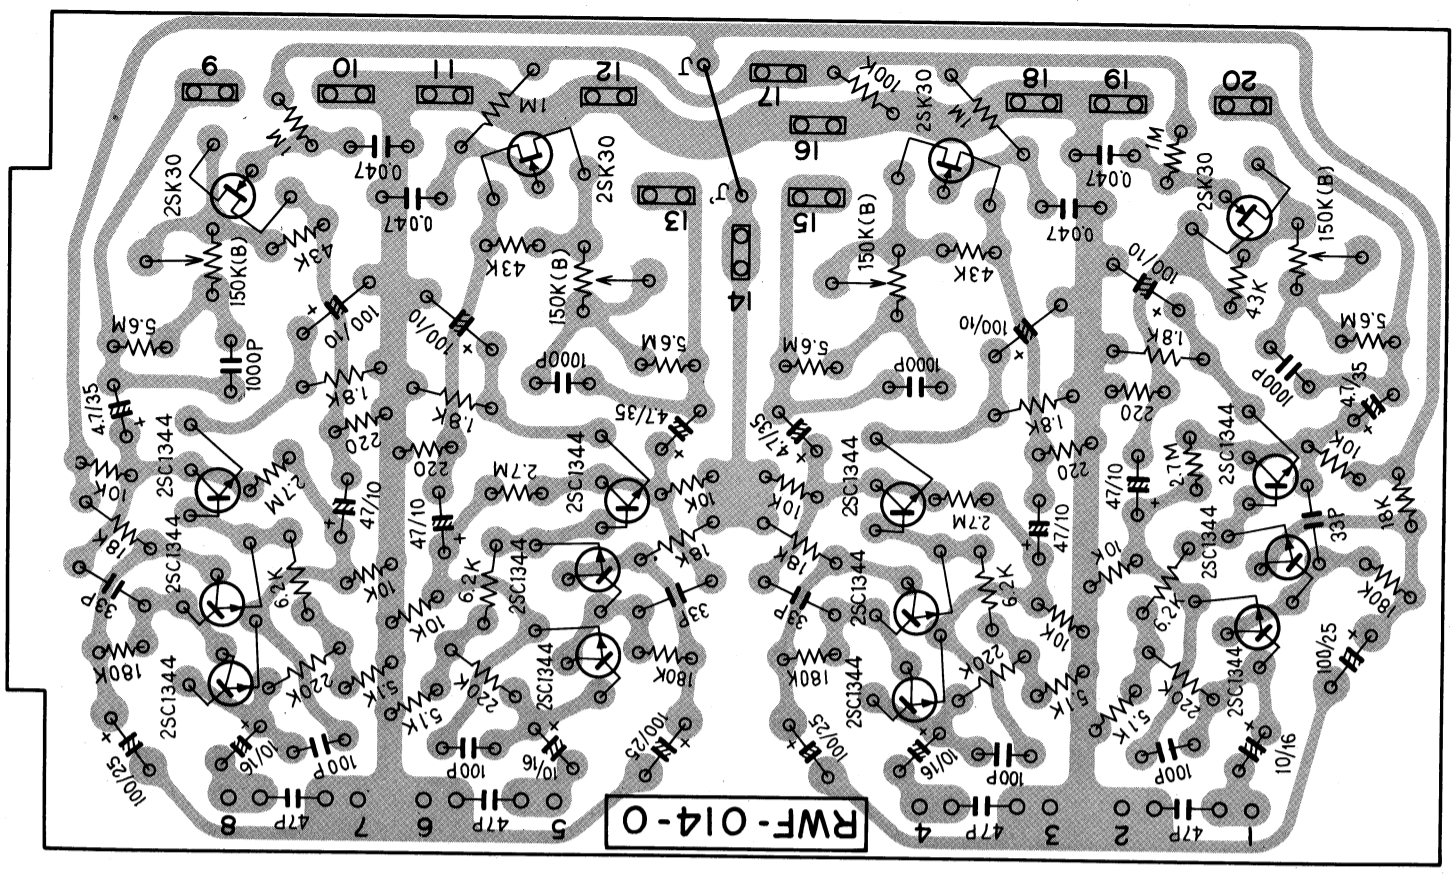 9
10
11
12
J
17
100K
2SK30
18
19
20
1M
1M
16
1M
1M
2SK30
0.047
2SK30
0.047
2SK30
0.047
13
J'
15
0.047
150K(B)
43K
150K(B)
43K
150K(B)
14
150K(B)
43K
43K
100/10
100/10
100/10
100/10
5.6M
1000P
5.6M
1000P
5.6M
1000P
5.6M
1000P
1.8K
1.8K
1.8K
1.8K
4.7/35
220
220
4.7/35
4.7/35
220
220
4.7/35
2SC1344
2.7M
2.7M
2SC1344
2SC1344
2.7M
2.7M
2SC1344
10K
10K
10K
10K
47/10
47/10
47/10
47/10
18K
18K
18K
18K
2SC1344
6.2K
6.2K
2SC1344
2SC1344
6.2K
6.2K
2SC1344
33P
10K
10K
33P
33P
10K
10K
33P
180K
180K
180K
180K
2SC1344
220K
5.1K
5.1K
220K
2SC1344
2SC1344
220K
5.1K
5.1K
220K
2SC1344
100/25
10/16
100P
100P
10/16
100/25
100/25
10/16
100P
100P
10/16
100/25
8
47P
7
6
47P
5
RWF-014-0
4
47P
3
2
47P
1